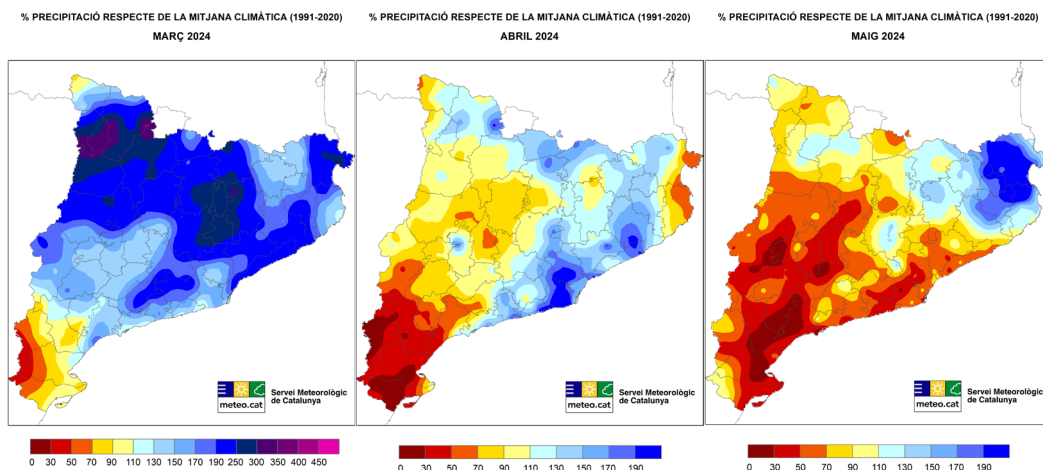 % PRECIPITACIÓ RESPECTE DE LA MITJANA CLIMÀTICA (1991-2020)
MARÇ 2024
% PRECIPITACIÓ RESPECTE DE LA MITJANA CLIMÀTICA (1991-2020)
ABRIL 2024
% PRECIPITACIÓ RESPECTE DE LA MITJANA CLIMÀTICA (1991-2020)
MAIG 2024
meteo.cat
Servei Meteorològic
de Catalunya
meteo.cat
Servei Meteorològic
de Catalunya
meteo.cat
Servei Meteorològic
de Catalunya
0 30 50 70 90 110 130 150 170 190 250 300 350 400 450
0 30 50 70 90 110 130 150 170 190
0 30 50 70 90 110 130 150 170 190